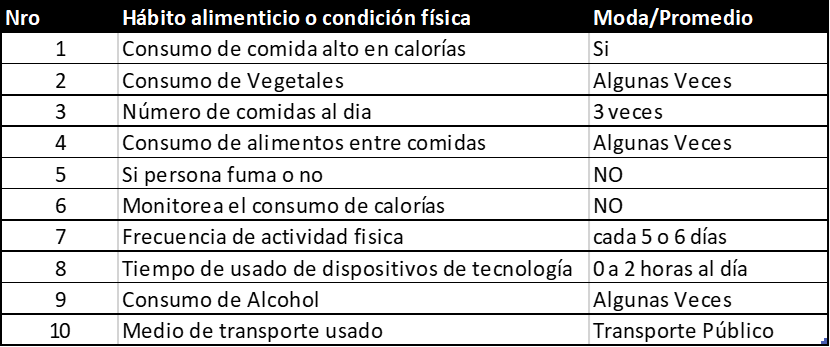 Nro Hábito alimenticio o condición física Moda/Promedio
1 Consumo de comida alto en calorías Si
2 Consumo de Vegetales Algunas Veces
3 Número de comidas al dia 3 veces
4 Consumo de alimentos entre comidas Algunas Veces
5 Si persona fuma o no NO
6 Monitorea el consumo de calorías NO
7 Frecuencia de actividad fisica cada 5 o 6 días
8 Tiempo de usado de dispositivos de tecnología 0 a 2 horas al día
9 Consumo de Alcohol Algunas Veces
10 Medio de transporte usado Transporte Público